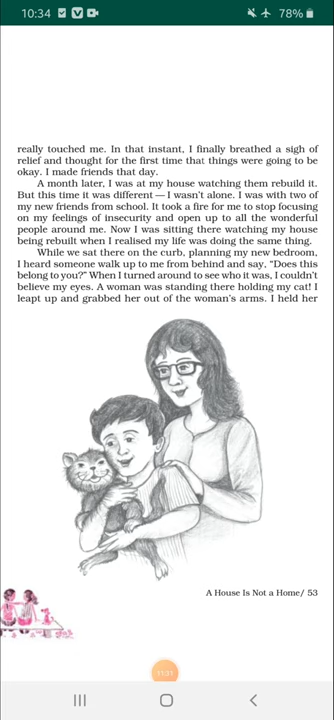 10:34
78%
really touched me. In that instant, I finally breathed a sigh of
relief and thought for the first time that things were going to be
okay. I made friends that day.
A month later, I was at my house watching them rebuild it.
But this time it was different — I wasn't alone. I was with two of
my new friends from school. It took a fire for me to stop focusing
on my feelings of insecurity and open up to all the wonderful
people around me. Now I was sitting there watching my house
being rebuilt when I realised my life was doing the same thing.
While we sat there on the curb, planning my new bedroom,
I heard someone walk up to me from behind and say, "Does this
belong to you?" When I turned around to see who it was, I couldn't
believe my eyes. A woman was standing there holding my cat! I
leapt up and grabbed her out of the woman's arms. I held her
A House Is Not a Home/ 53